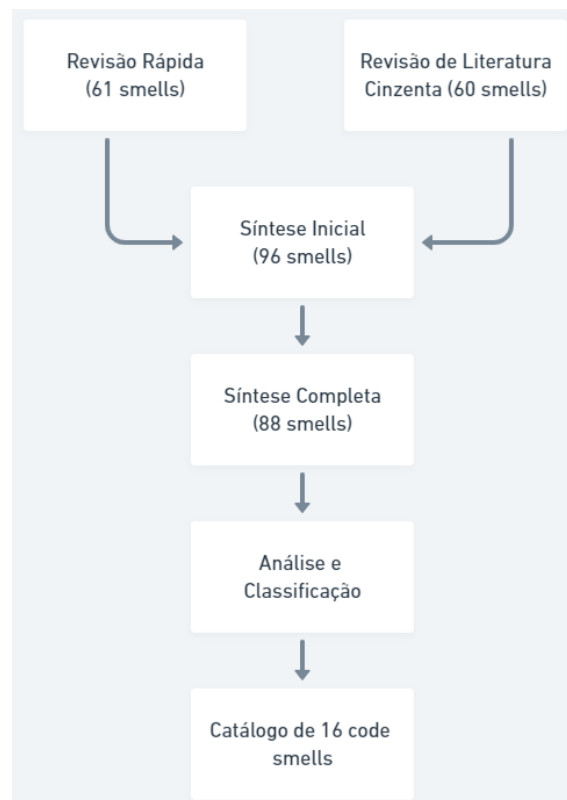 Revisão Rápida
(61 smells)
Revisão de Literatura
Cinzenta (60 smells)
Síntese Inicial
(96 smells)
Síntese Completa
(88 smells)
Análise e
Classificação
Catálogo de 16 code
smells